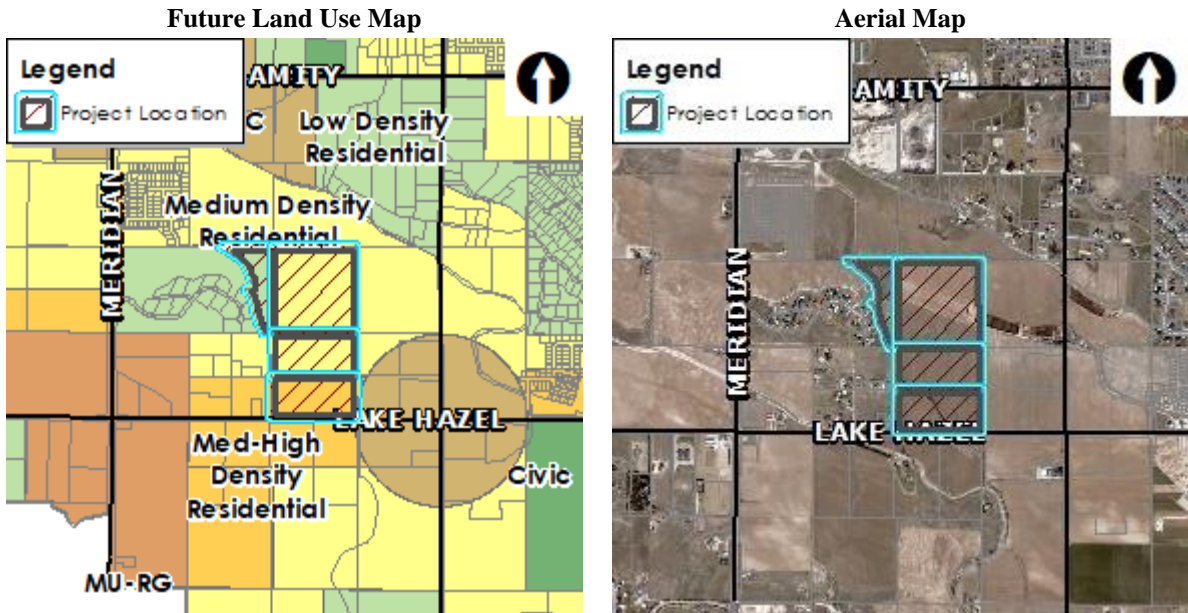 Future Land Use Map
Legend
Project Location
AMITY
C
Low Density
Residential
Medium Density
Residential
MERIDIAN
LAKE HAZEL
Med-High
Density
Residential
Civic
MU-RG
Aerial Map
Legend
Project Location
AMITY
MERIDIAN
LAKE HAZEL